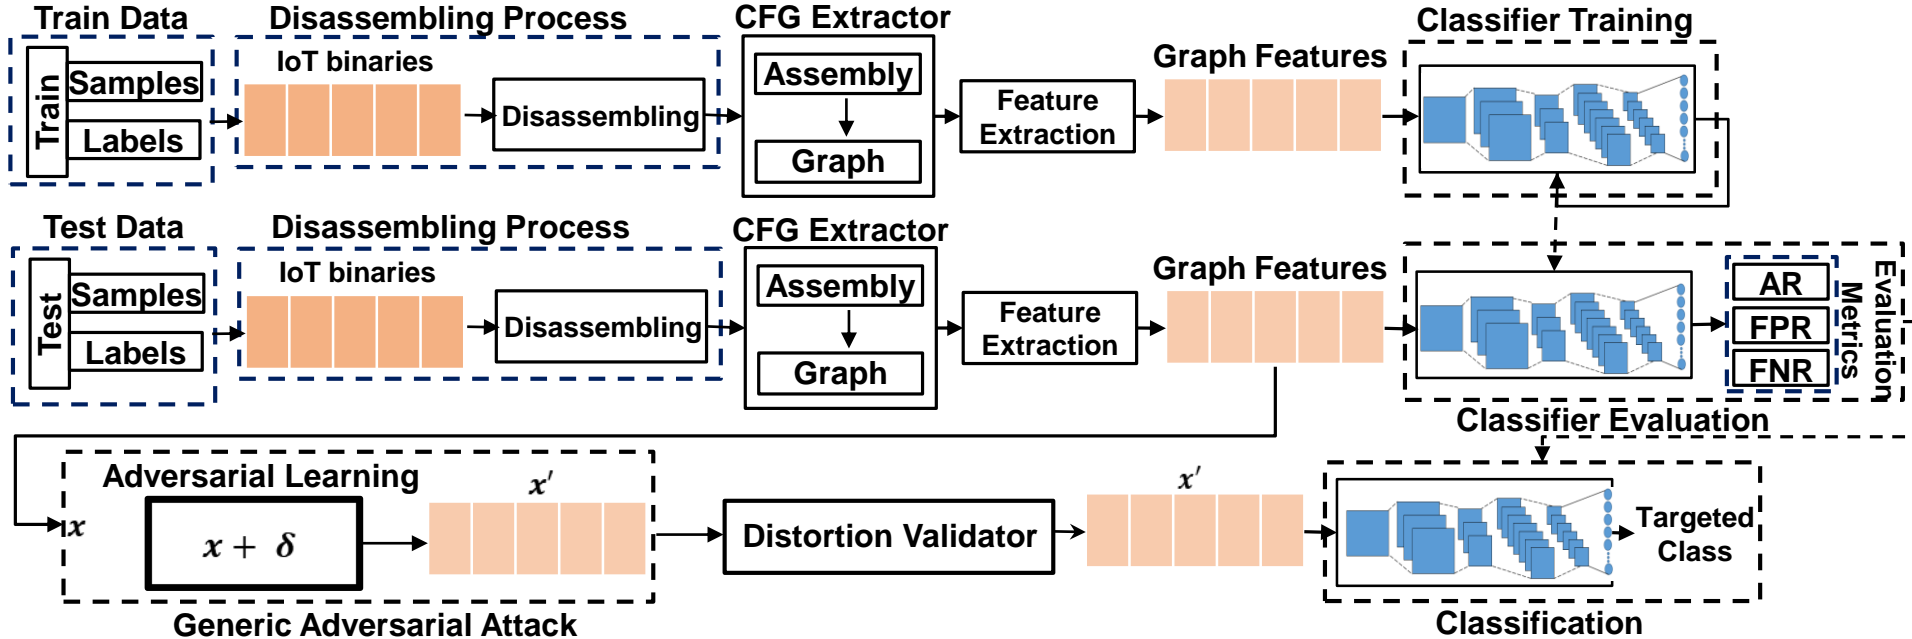 Train Data
Disassembling Process
CFG Extractor
Classifier Training
Train
Samples
Labels
IoT binaries
Disassembling
Assembly
Graph
Feature
Extraction
Graph Features
Test Data
Disassembling Process
CFG Extractor
Test
Samples
Labels
IoT binaries
Disassembling
Assembly
Graph
Feature
Extraction
Graph Features
AR
FPR
FNR
Metrics
Evaluation
Classifier Evaluation
x
Adversarial Learning
x + δ
x′
Generic Adversarial Attack
Distortion Validator
x′
Targeted
Class
Classification